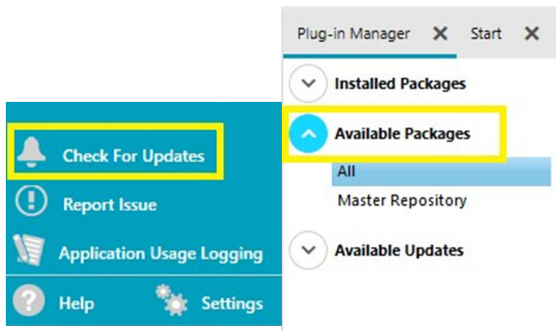 Check For Updates
Report Issue
Application Usage Logging
Help Settings
Plug-in Manager X Start X
Installed Packages
Available Packages
All
Master Repository
Available Updates